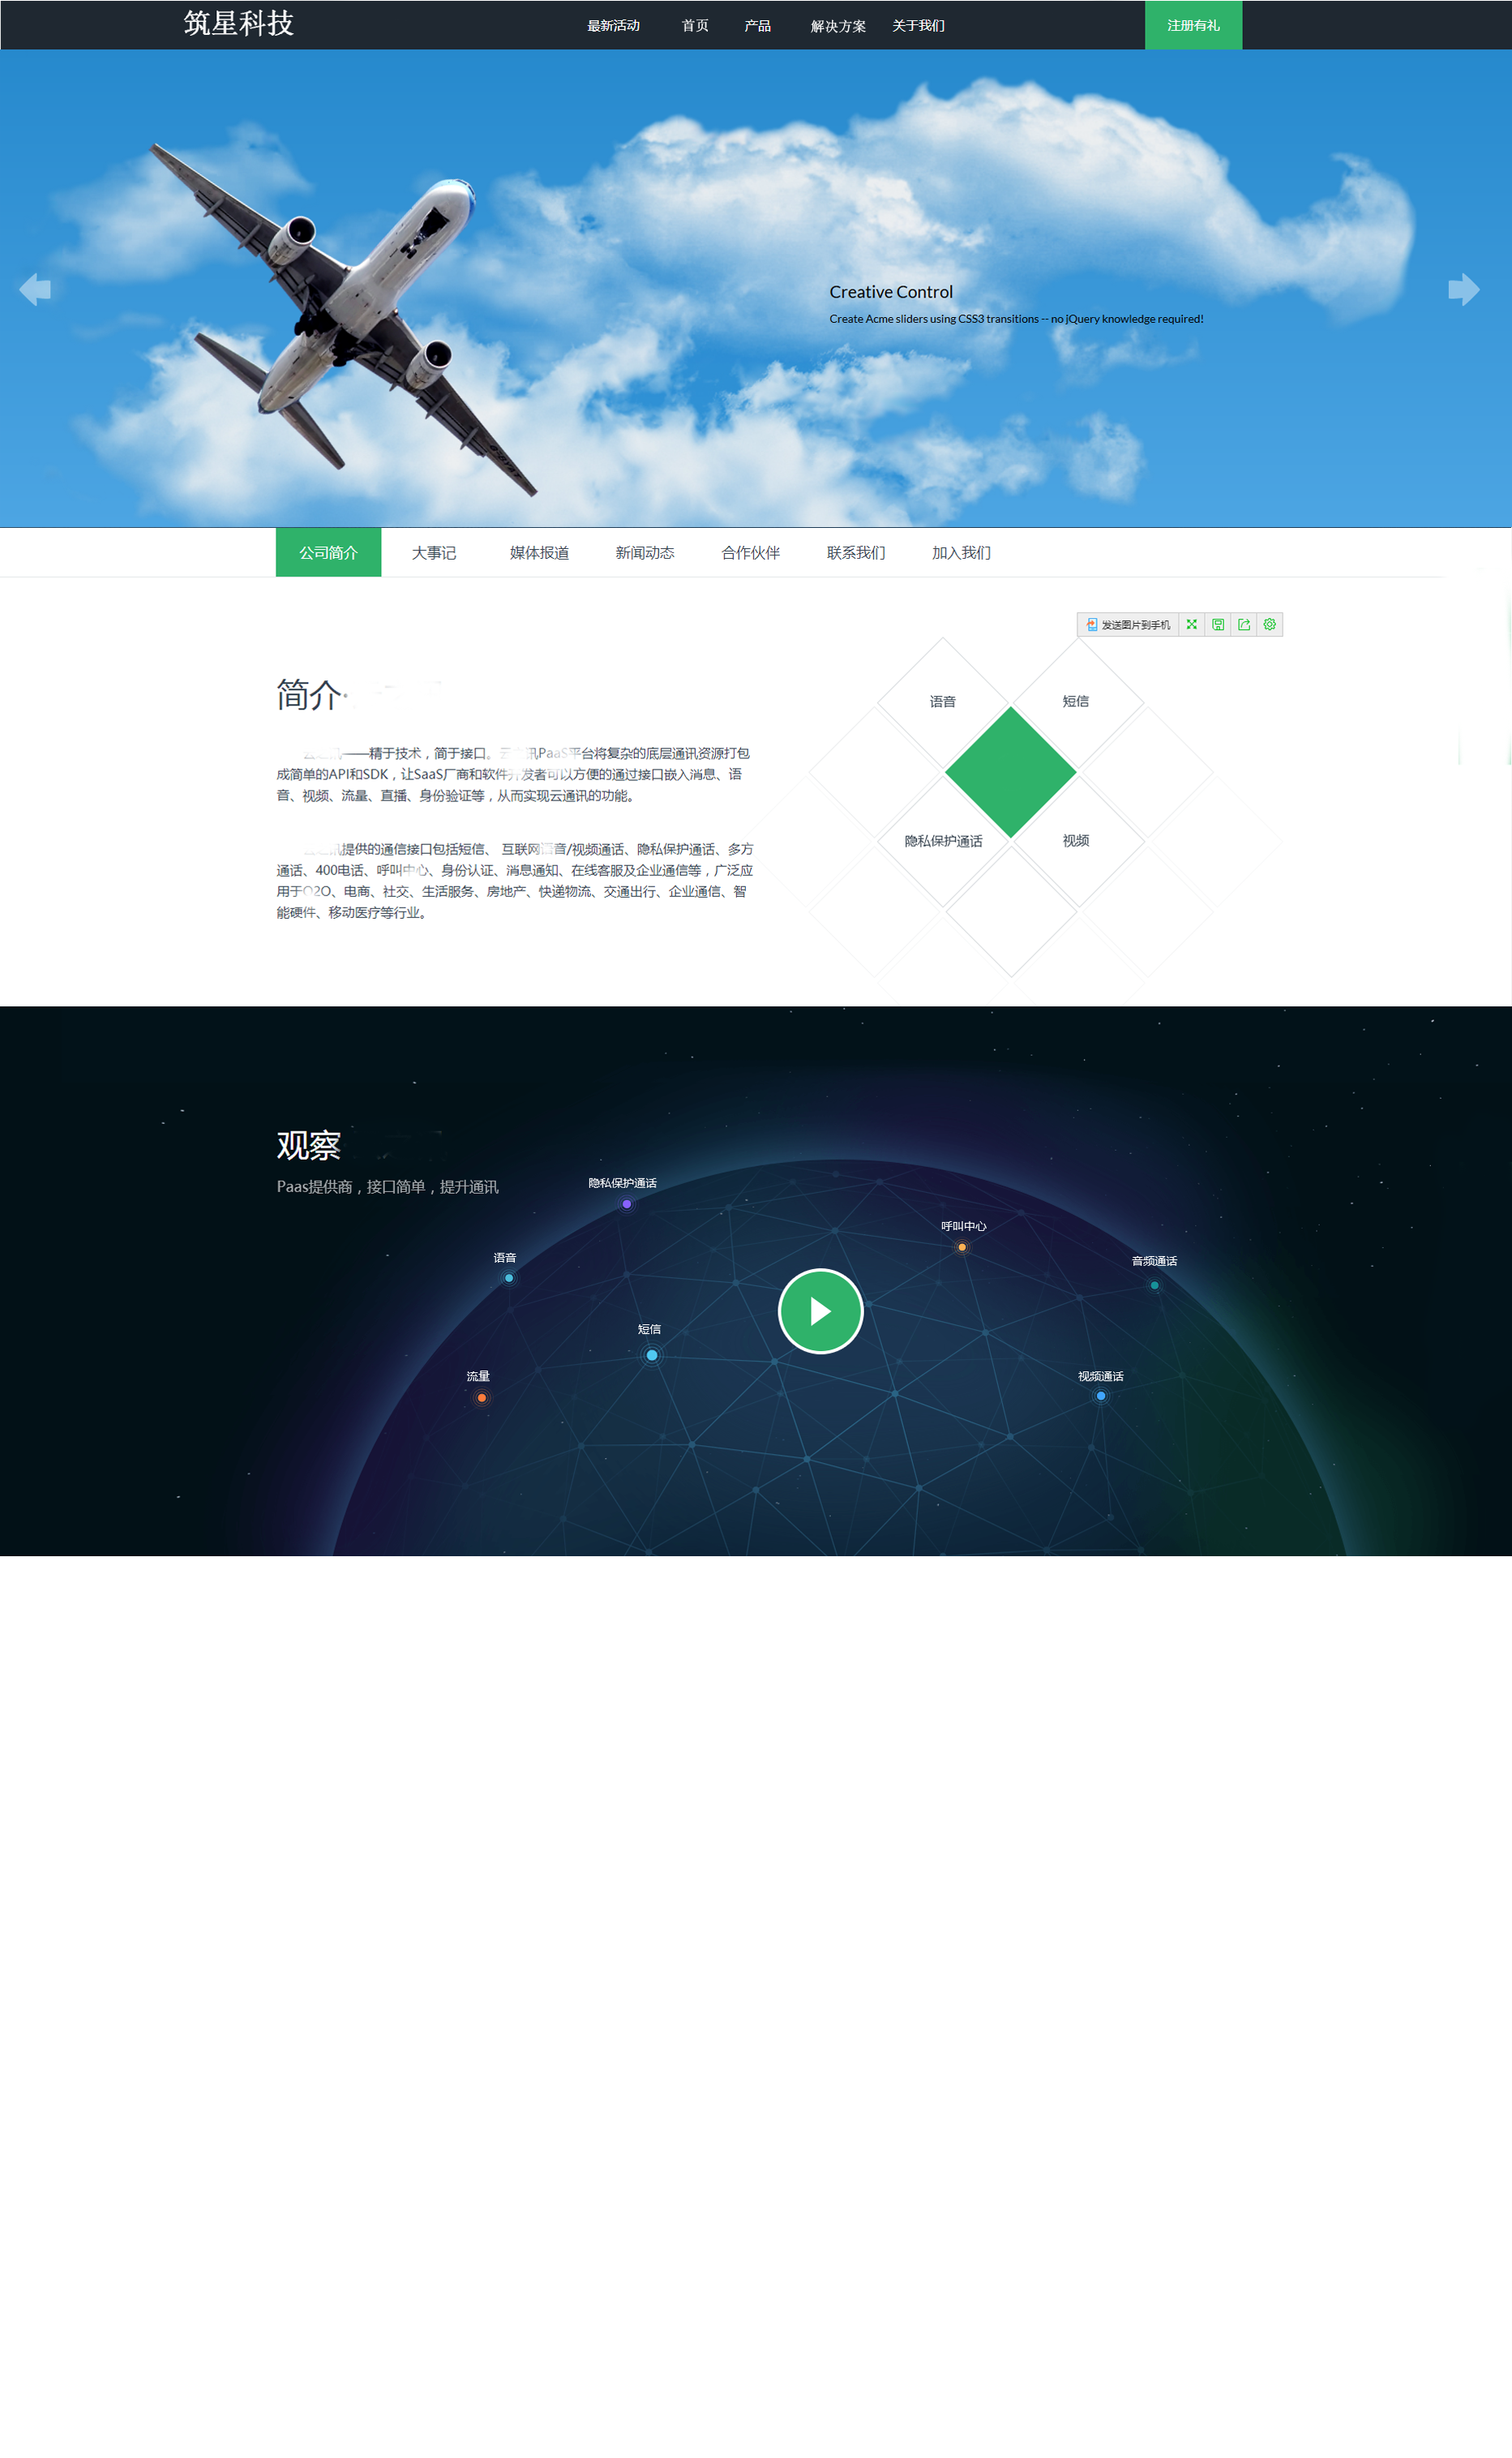 筑星科技
最新活动 首页 产品 解决方案 关于我们 注册有礼
Creative Control
Create Acme sliders using CSS3 transitions -- no jQuery knowledge required!
公司简介 大事记 媒体报道 新闻动态 合作伙伴 联系我们 加入我们
发送图片到手机
简介
语音 短信
——精于技术，简于接口。 讯PaaS平台将复杂的底层通讯资源打包
成简单的API和SDK，让SaaS厂商和软件开发者可以方便的通过接口嵌入消息、语
音、视频、流量、直播、身份验证等，从而实现云通讯的功能。
隐私保护通话 视频
提供的通信接口包括短信、 互联网语音/视频通话、隐私保护通话、多方
通话、400电话、呼叫中心、身份认证、消息通知、在线客服及企业通信等，广泛应
用于O2O、电商、社交、生活服务、房地产、快递物流、交通出行、企业通信、智
能硬件、移动医疗等行业。
观察
Paas提供商，接口简单，提升通讯
隐私保护通话
呼叫中心
语音
音频通话
短信
流量
视频通话